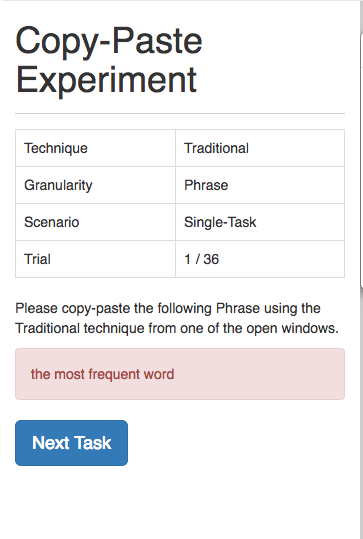 Copy-Paste
Experiment
Technique Traditional
Granularity Phrase
Scenario Single-Task
Trial 1 / 36
Please copy-paste the following Phrase using the
Traditional technique from one of the open windows.
the most frequent word
Next Task